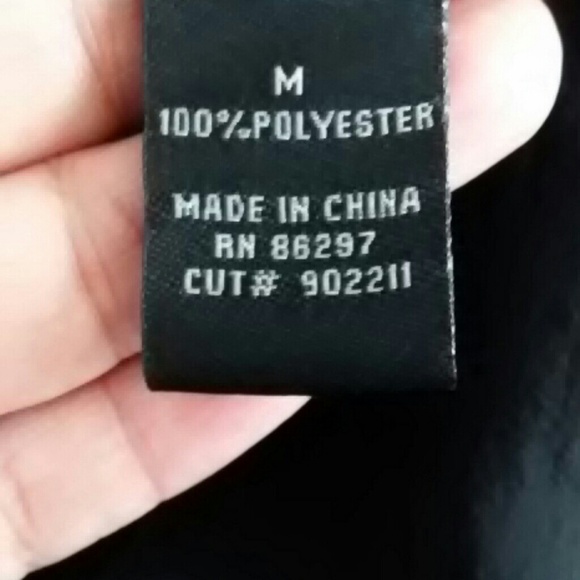 M
100%POLYESTER
MADE IN CHINA
RN 86297
CUT# 902211